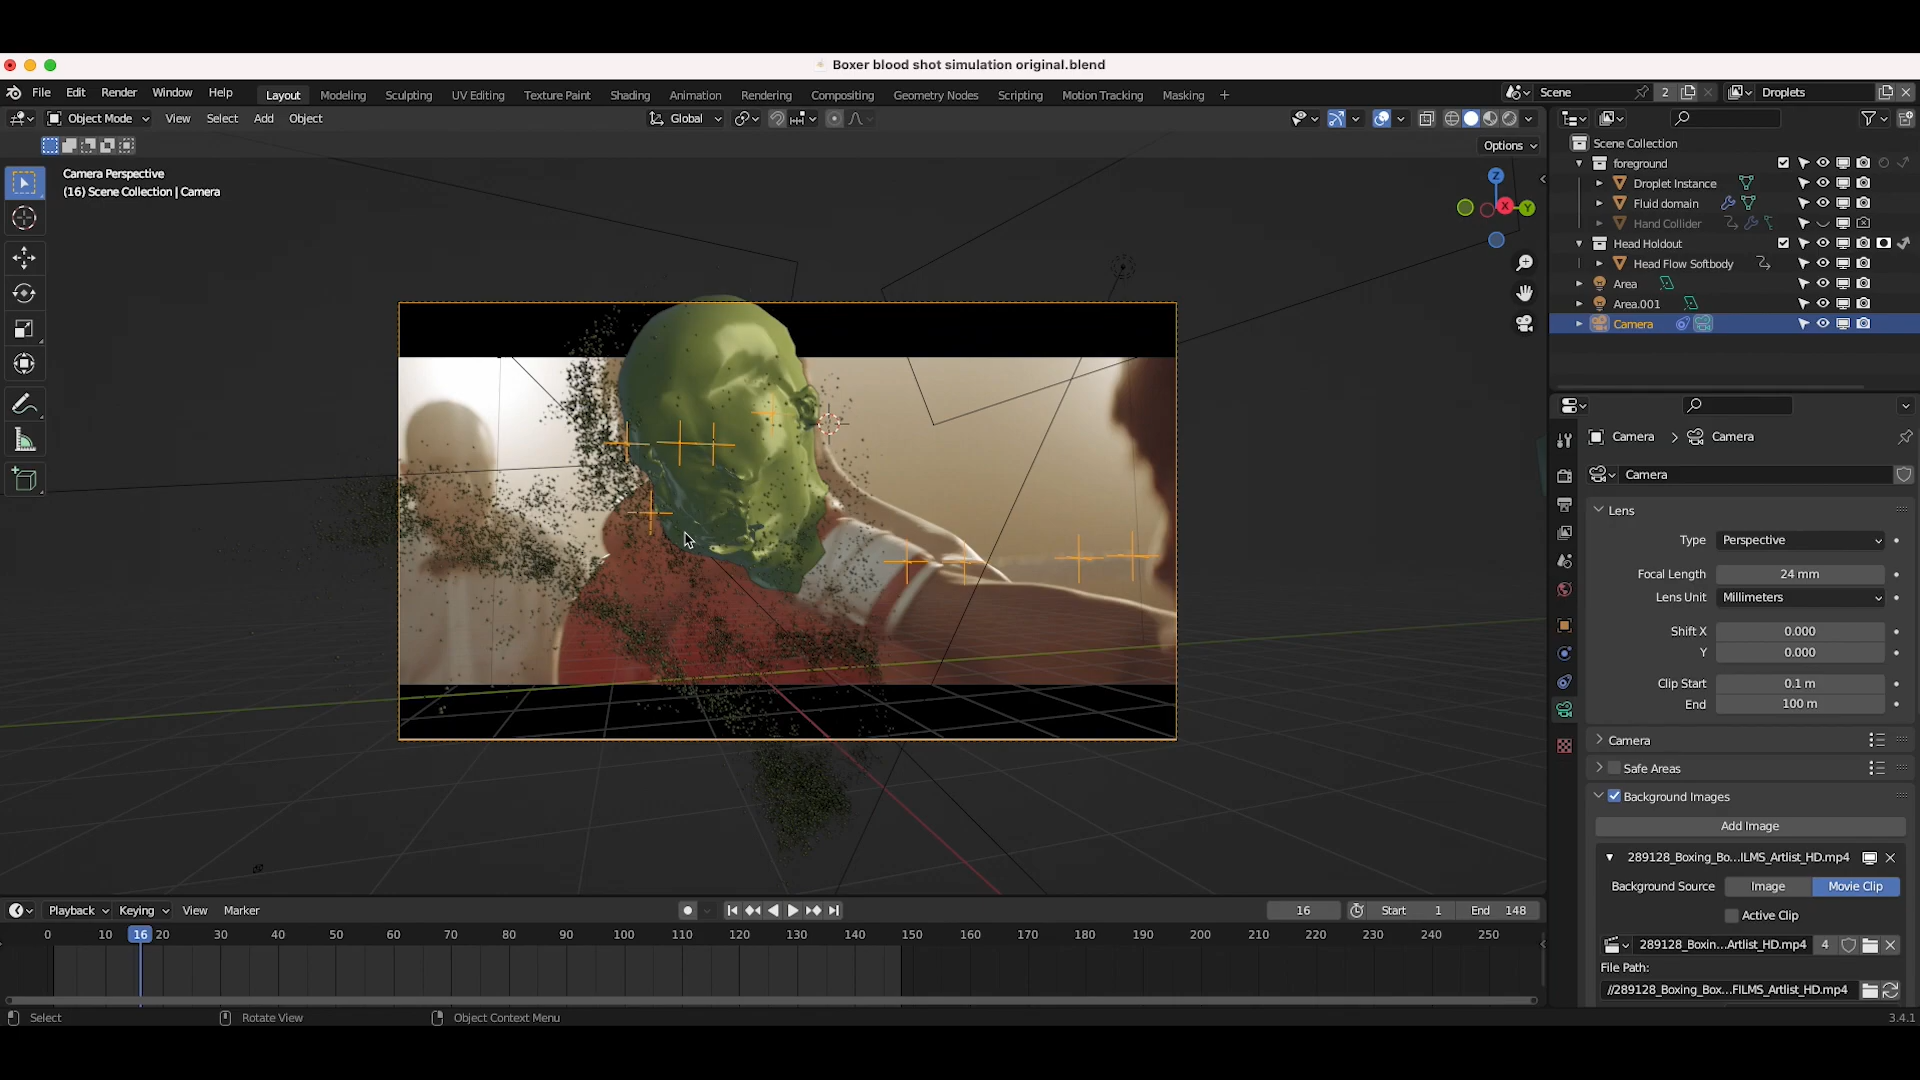 Boxer blood shot simulation original.blend
File Edit Render Window Help Layout Modeling Sculpting UV Editing Texture Paint Shading Animation Rendering Compositing Geometry Nodes Scripting Motion Tracking Masking + Scene 2 Droplets
Object Mode View Select Add Object Global
Options
Camera Perspective
(16) Scene Collection | Camera
Z
X
Y
Scene Collection
foreground
Droplet Instance
Fluid domain
Hand Collider
Head Holdout
Head Flow Softbody
Area
Area.001
Camera
Camera > Camera
Camera
Lens
Type Perspective
Focal Length 24 mm
Lens Unit Millimeters
Shift X 0.000
Y 0.000
Clip Start 0.1 m
End 100 m
Camera
Safe Areas
Background Images
Add Image
289128_Boxing_Bo...ILMS_Artlist_HD.mp4
Background Source Image Movie Clip
Active Clip
289128_Boxin...Artlist_HD.mp4 4
File Path:
//289128_Boxing_Box...FILMS_Artlist_HD.mp4
Playback Keying View Marker 16 Start 1 End 148
0 10 16 20 30 40 50 60 70 80 90 100 110 120 130 140 150 160 170 180 190 200 210 220 230 240 250
Select Rotate View Object Context Menu 3.4.1